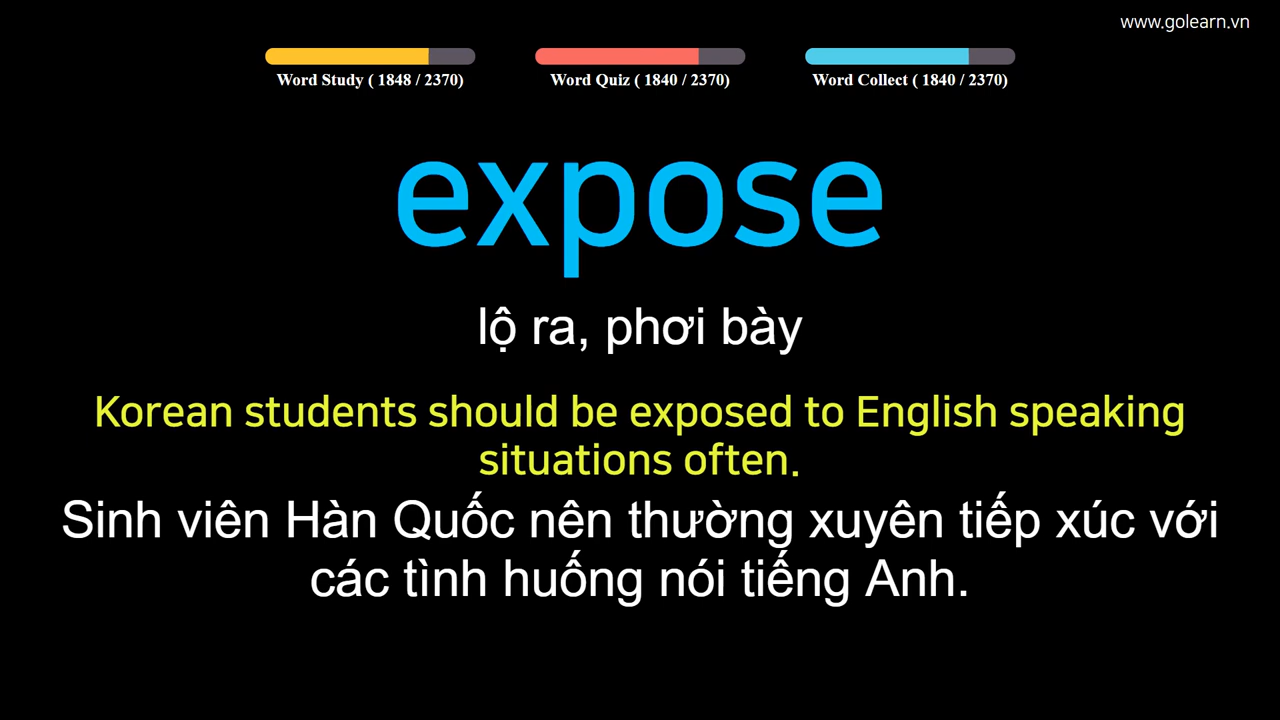 www.golearn.vn
Word Study ( 1848 / 2370)
Word Quiz ( 1840 / 2370)
Word Collect ( 1840 / 2370)
expose
lộ ra, phơi bày
Korean students should be exposed to English speaking
situations often.
Sinh viên Hàn Quốc nên thường xuyên tiếp xúc với
các tình huống nói tiếng Anh.